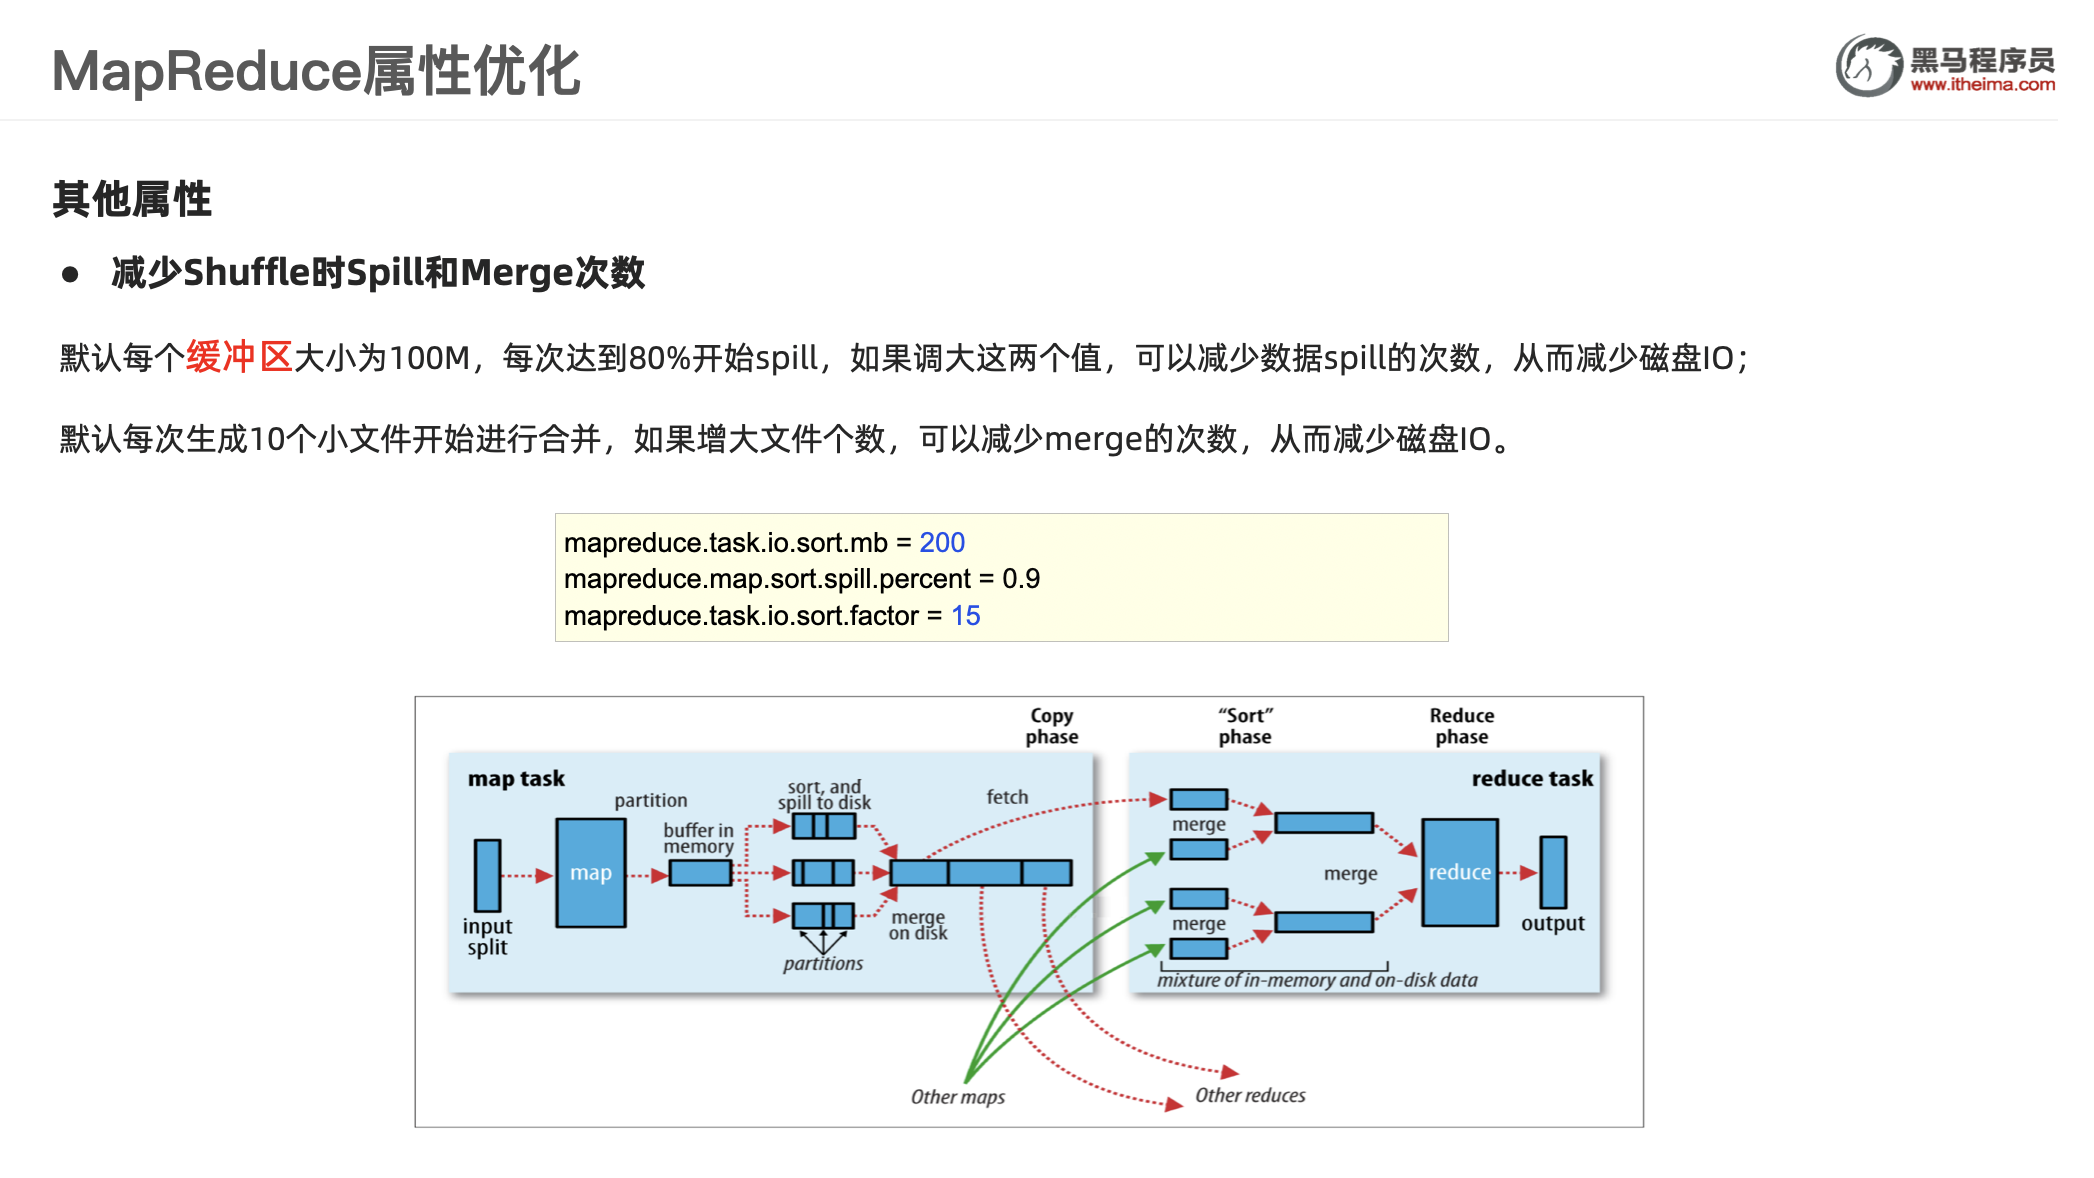 MapReduce属性优化
黑马程序员
www.itheima.com
其他属性
● 减少Shuffle时Spill和Merge次数
默认每个缓冲区大小为100M，每次达到80%开始spill，如果调大这两个值，可以减少数据spill的次数，从而减少磁盘IO；
默认每次生成10个小文件开始进行合并，如果增大文件个数，可以减少merge的次数，从而减少磁盘IO。
mapreduce.task.io.sort.mb = 200
mapreduce.map.sort.spill.percent = 0.9
mapreduce.task.io.sort.factor = 15
Copy
phase
“Sort”
phase
Reduce
phase
map task
partition
buffer in
memory
sort, and
spill to disk
fetch
input
split
map
merge
on disk
partitions
reduce task
merge
merge
merge
reduce
output
mixture of in-memory and on-disk data
Other maps
Other reduces